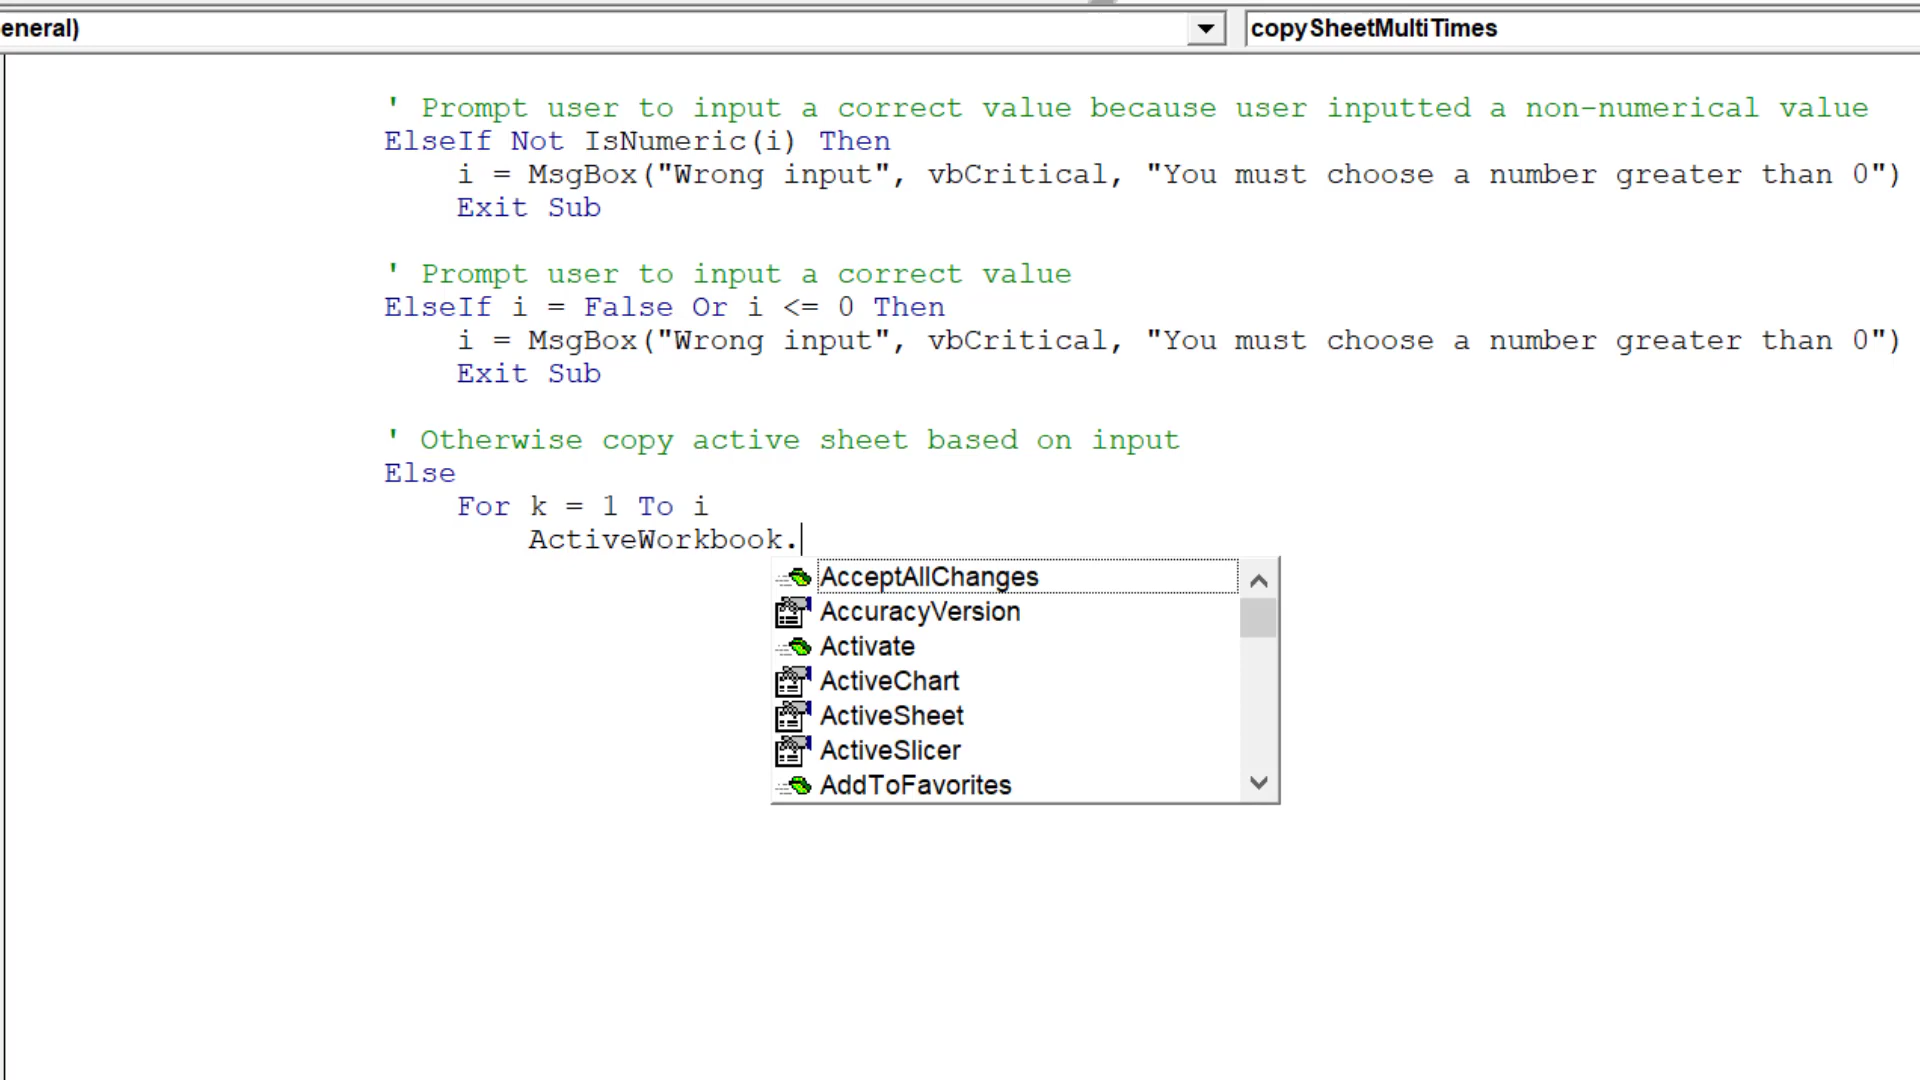 eneral)
copySheetMultiTimes
' Prompt user to input a correct value because user inputted a non-numerical value
ElseIf Not IsNumeric(i) Then
i = MsgBox("Wrong input", vbCritical, "You must choose a number greater than 0")
Exit Sub
' Prompt user to input a correct value
ElseIf i = False Or i <= 0 Then
i = MsgBox("Wrong input", vbCritical, "You must choose a number greater than 0")
Exit Sub
' Otherwise copy active sheet based on input
Else
For k = 1 To i
ActiveWorkbook.
AcceptAllChanges
AccuracyVersion
Activate
ActiveChart
ActiveSheet
ActiveSlicer
AddToFavorites